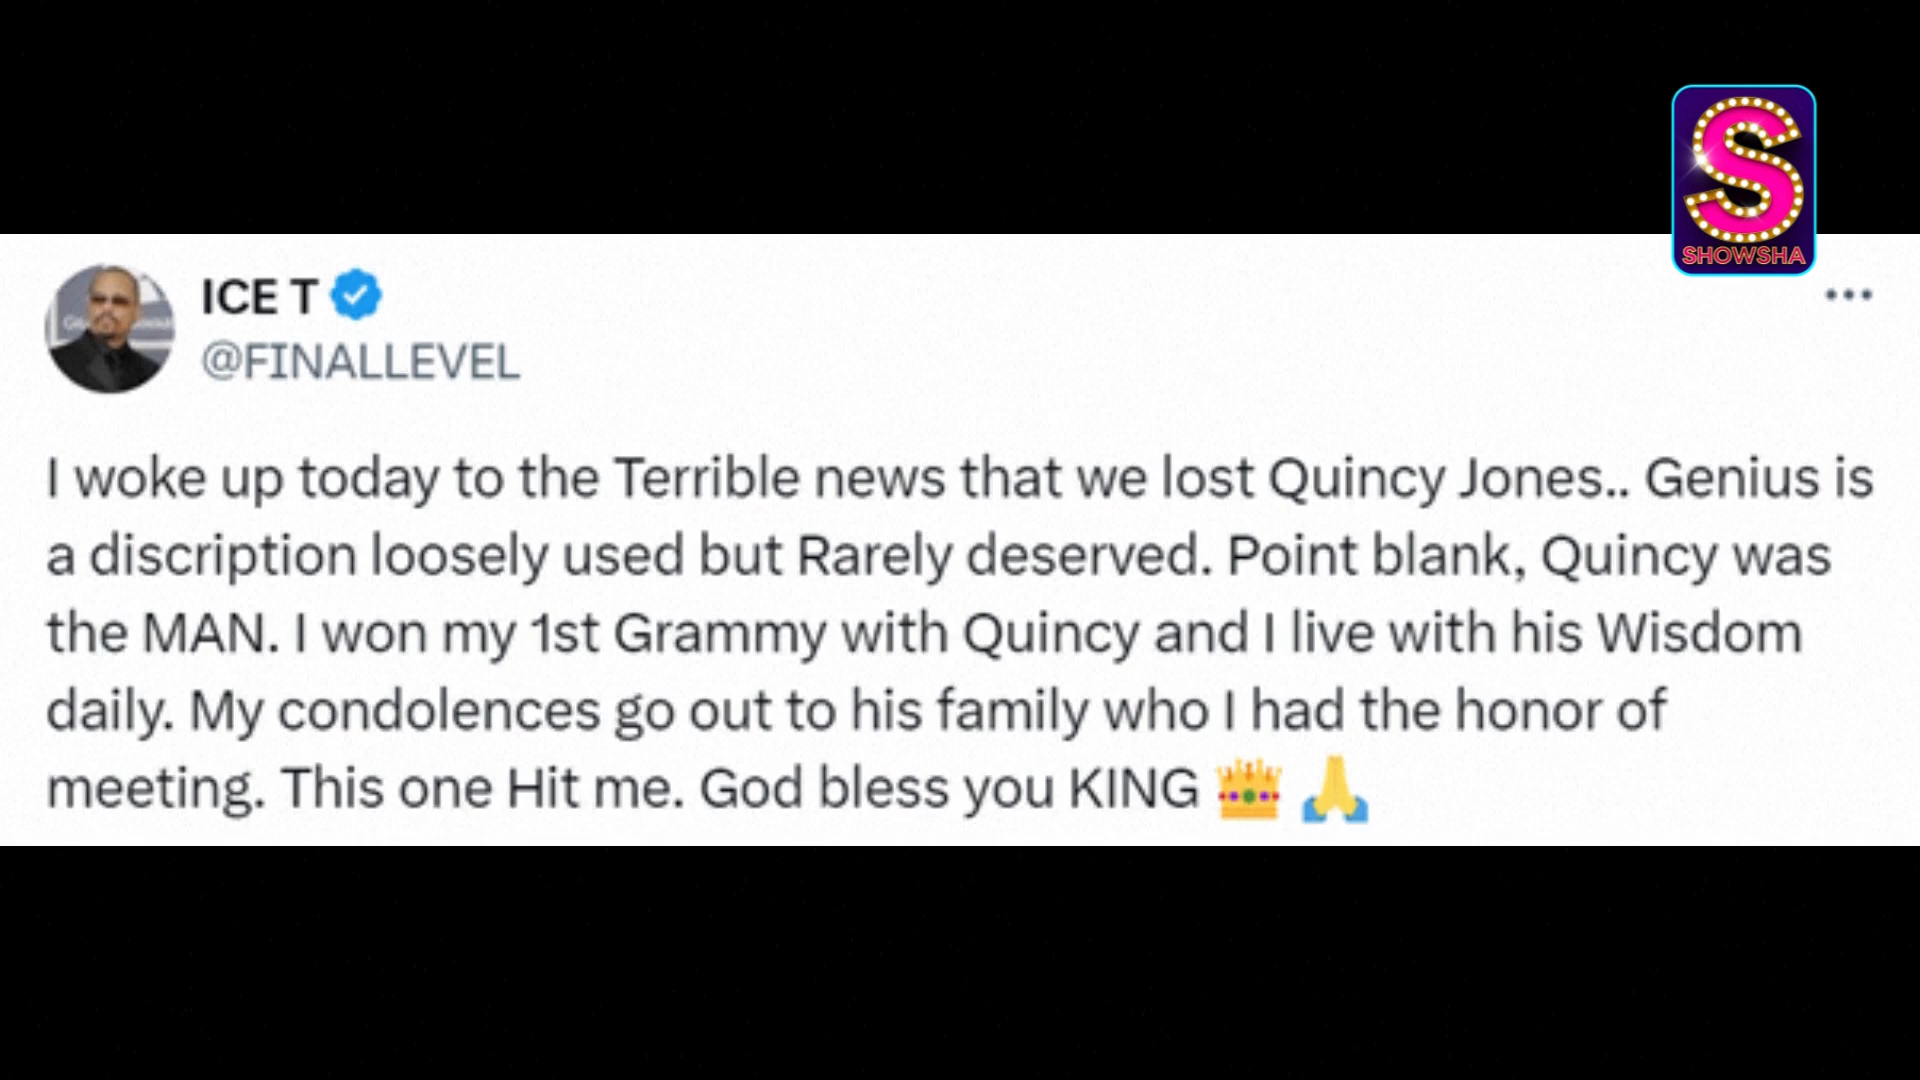 SHOWSHA
ICE T
@FINALLEVEL
I woke up today to the Terrible news that we lost Quincy Jones.. Genius is
a discription loosely used but Rarely deserved. Point blank, Quincy was
the MAN. I won my 1st Grammy with Quincy and I live with his Wisdom
daily. My condolences go out to his family who I had the honor of
meeting. This one Hit me. God bless you KING 👑 🙏